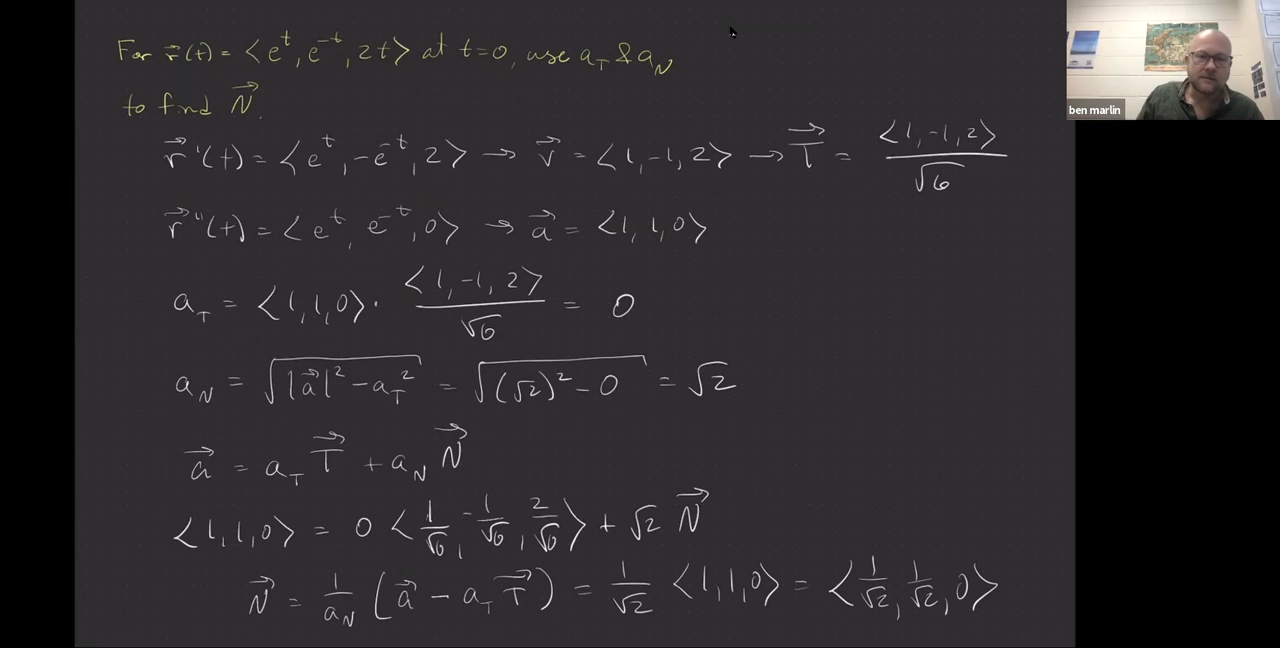 For r⃗(t) = ⟨e^t, e^-t, 2t⟩ at t=0, use a_T & a_N
to find N⃗.
r⃗'(t) = ⟨e^t, -e^-t, 2⟩ → v⃗ = ⟨1, -1, 2⟩ → T⃗ = ⟨1, -1, 2⟩/√6
r⃗''(t) = ⟨e^t, e^-t, 0⟩ → a⃗ = ⟨1, 1, 0⟩
a_T = ⟨1, 1, 0⟩ · ⟨1, -1, 2⟩/√6 = 0
a_N = √(|a⃗|² - a_T²) = √((√2)² - 0) = √2
a⃗ = a_T T⃗ + a_N N⃗
⟨1, 1, 0⟩ = 0 ⟨1/√6, -1/√6, 2/√6⟩ + √2 N⃗
N⃗ = 1/a_N (a⃗ - a_T T⃗) = 1/√2 ⟨1, 1, 0⟩ = ⟨1/√2, 1/√2, 0⟩
ben marlin